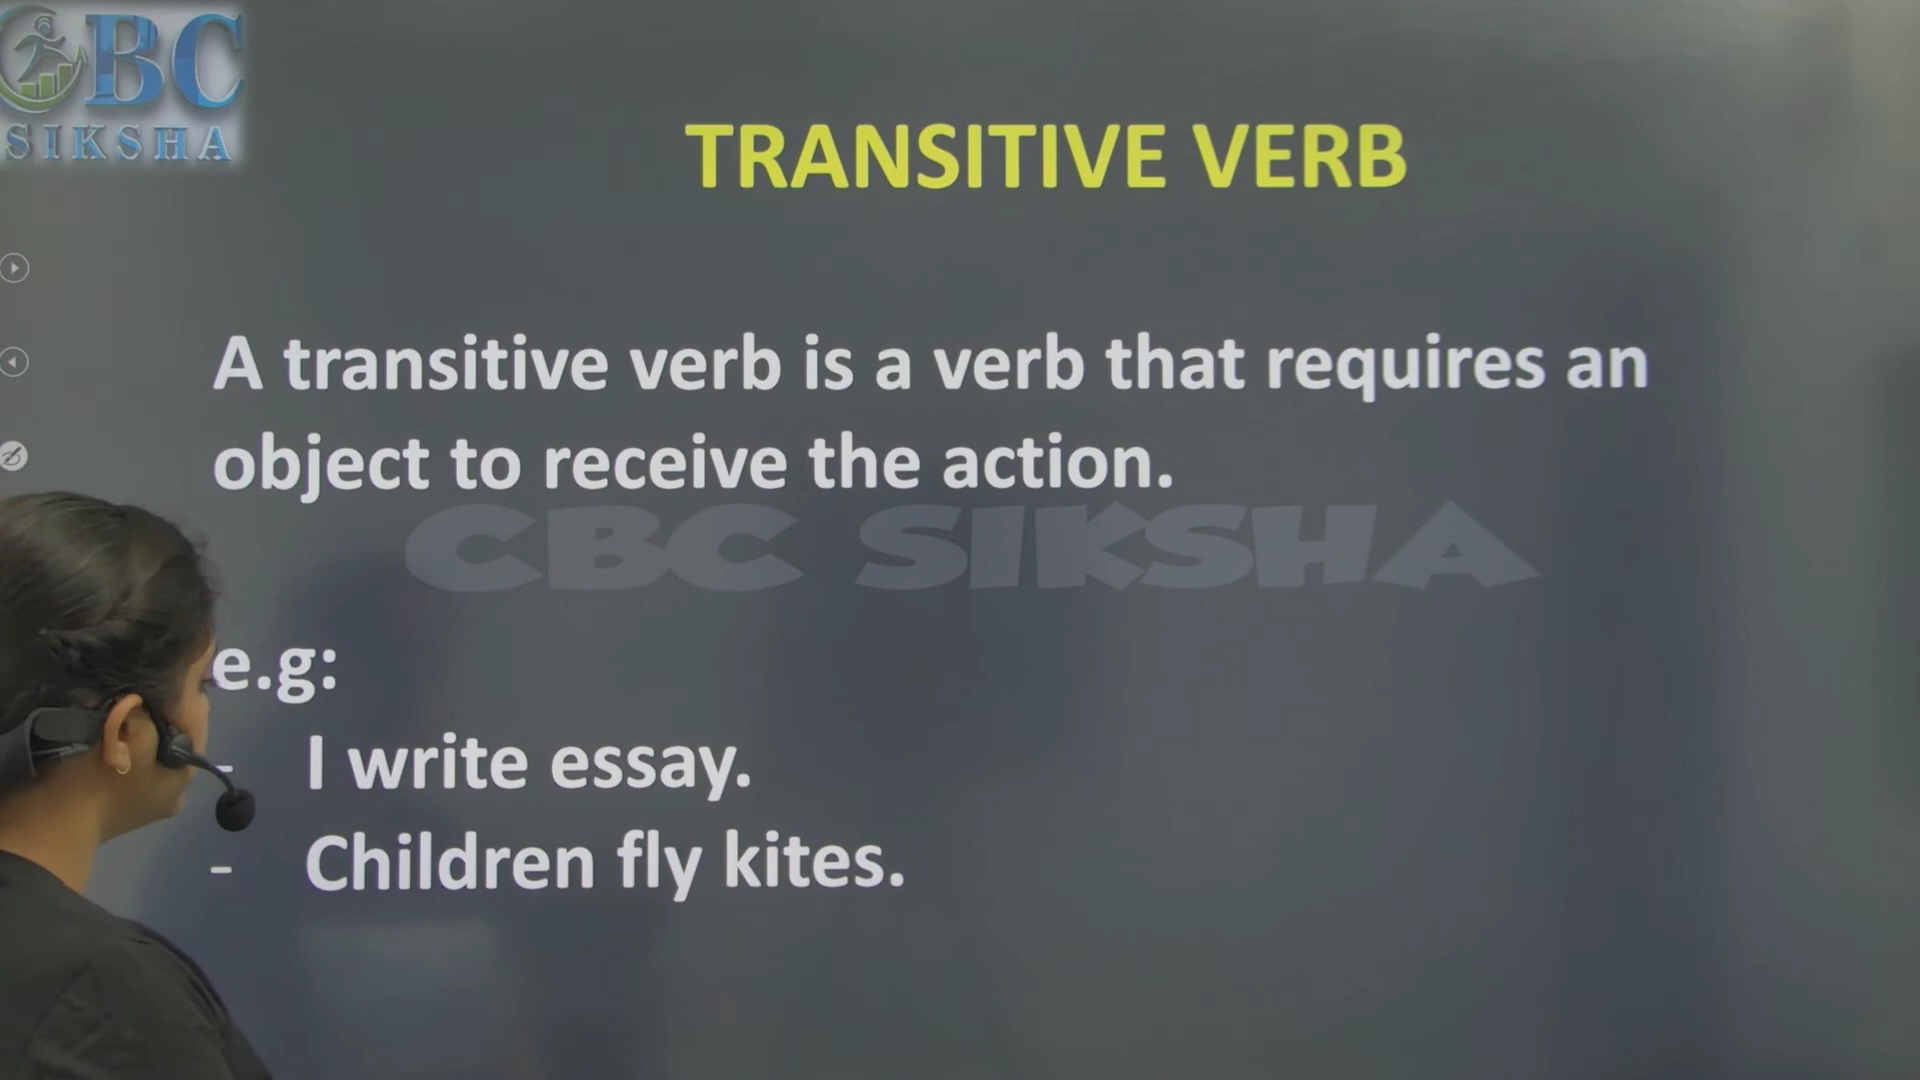 CBC
SIKSHA
TRANSITIVE VERB
A transitive verb is a verb that requires an
object to receive the action.
CBC SIKSHA
e.g:
- I write essay.
- Children fly kites.